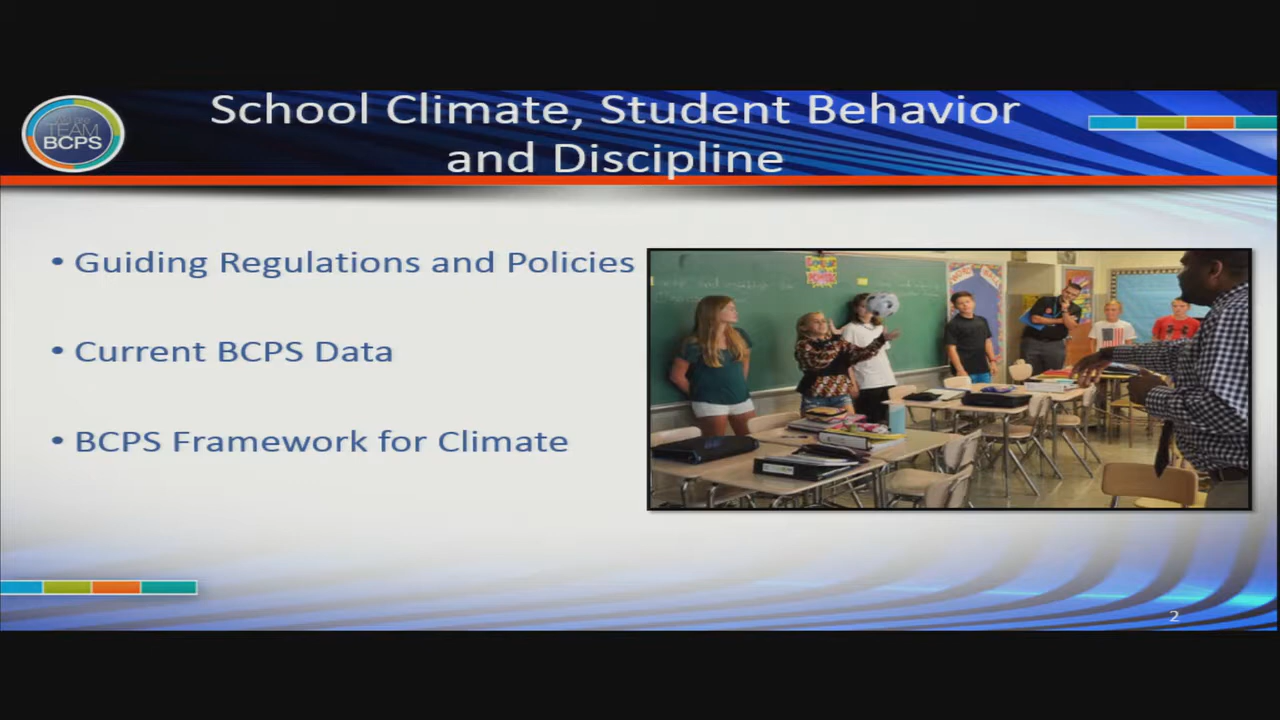 TEAM
BCPS
School Climate, Student Behavior
and Discipline
• Guiding Regulations and Policies
• Current BCPS Data
• BCPS Framework for Climate
2